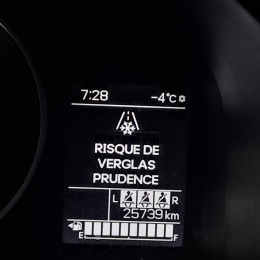 7:28 -4°C
RISQUE DE
VERGLAS
PRUDENCE
L R
25739 km
E F